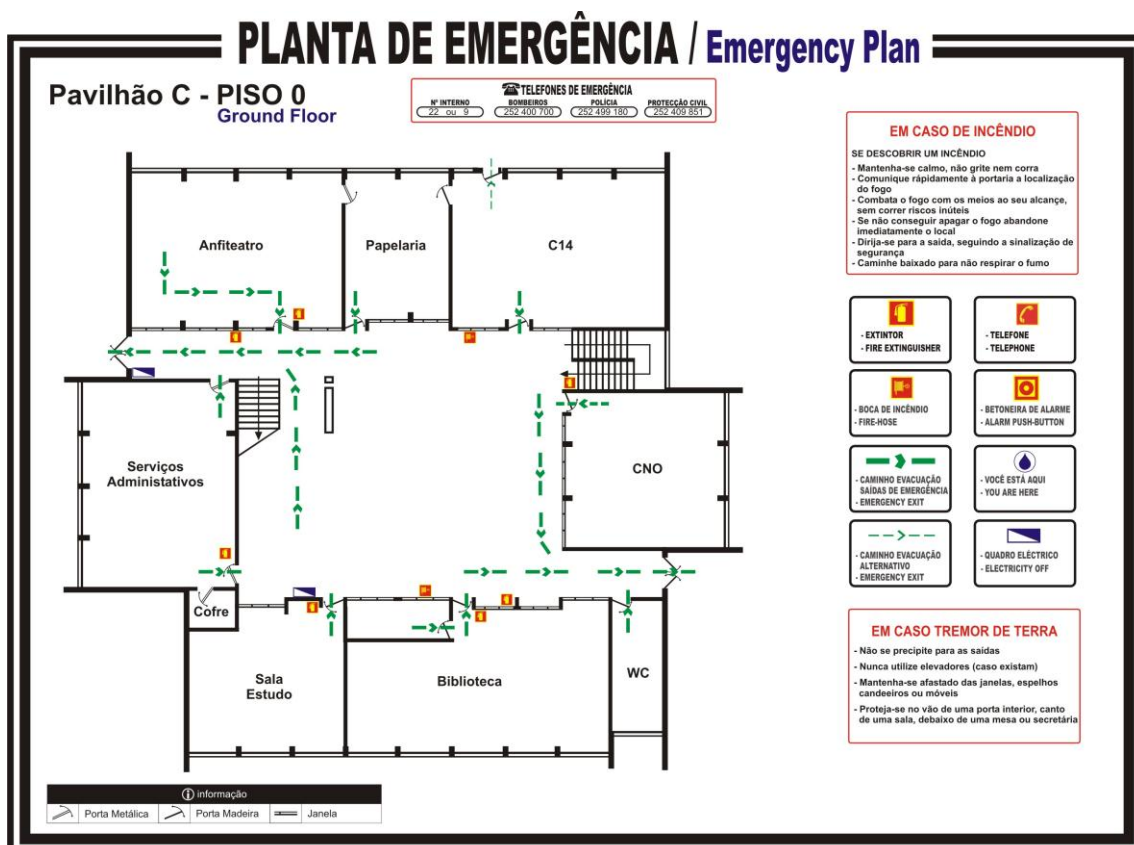 PLANTA DE EMERGÊNCIA / Emergency Plan
Pavilhão C - PISO 0
Ground Floor
TELEFONES DE EMERGÊNCIA
Nº INTERNO BOMBEIROS POLÍCIA PROTECÇÃO CIVIL
22 ou 9 252 400 700 252 499 180 252 409 851
Anfiteatro
Papelaria
C14
Serviços
Administativos
CNO
Cofre
Sala
Estudo
Biblioteca
WC
EM CASO DE INCÊNDIO
SE DESCOBRIR UM INCÊNDIO
- Mantenha-se calmo, não grite nem corra
- Comunique rápidamente à portaria a localização
do fogo
- Combata o fogo com os meios ao seu alcançe,
sem correr riscos inúteis
- Se não conseguir apagar o fogo abandone
imediatamente o local
- Dirija-se para a saída, seguindo a sinalização de
segurança
- Caminhe baixado para não respirar o fumo
- EXTINTOR
- FIRE EXTINGUISHER
- TELEFONE
- TELEPHONE
- BOCA DE INCÊNDIO
- FIRE-HOSE
- BETONEIRA DE ALARME
- ALARM PUSH-BUTTON
- CAMINHO EVACUAÇÃO
SAÍDAS DE EMERGÊNCIA
- EMERGENCY EXIT
- VOCÊ ESTÁ AQUI
- YOU ARE HERE
- CAMINHO EVACUAÇÃO
ALTERNATIVO
- EMERGENCY EXIT
- QUADRO ELÉCTRICO
- ELECTRICITY OFF
EM CASO TREMOR DE TERRA
- Não se precipite para as saídas
- Nunca utilize elevadores (caso existam)
- Mantenha-se afastado das janelas, espelhos
candeeiros ou móveis
- Proteja-se no vão de uma porta interior, canto
de uma sala, debaixo de uma mesa ou secretária
i informação
Porta Metálica Porta Madeira Janela